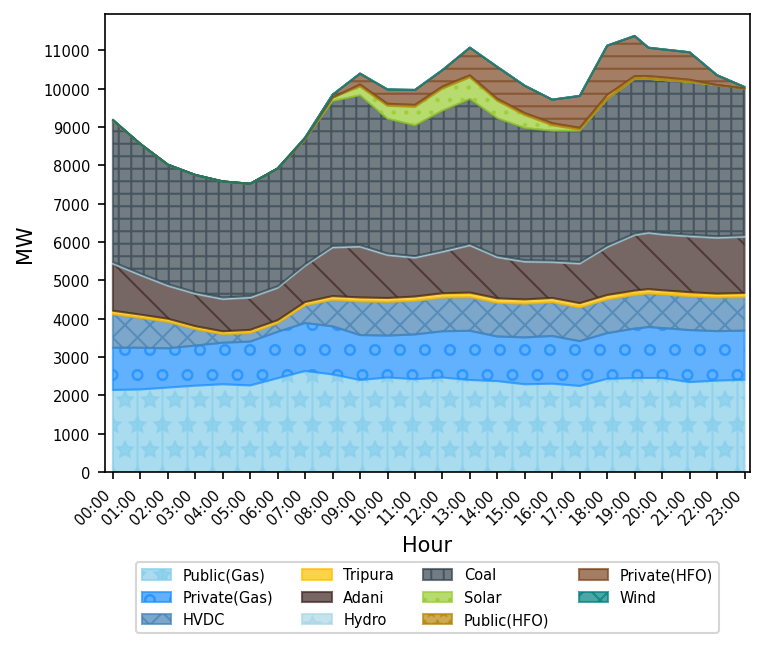 11000
10000
9000
8000
7000
6000
5000
4000
3000
2000
1000
0
MW
00:00 01:00 02:00 03:00 04:00 05:00 06:00 07:00 08:00 09:00 10:00 11:00 12:00 13:00 14:00 15:00 16:00 17:00 18:00 19:00 20:00 21:00 22:00 23:00
Hour
Public(Gas) Tripura Coal Private(HFO)
Private(Gas) Adani Solar Wind
HVDC Hydro Public(HFO)